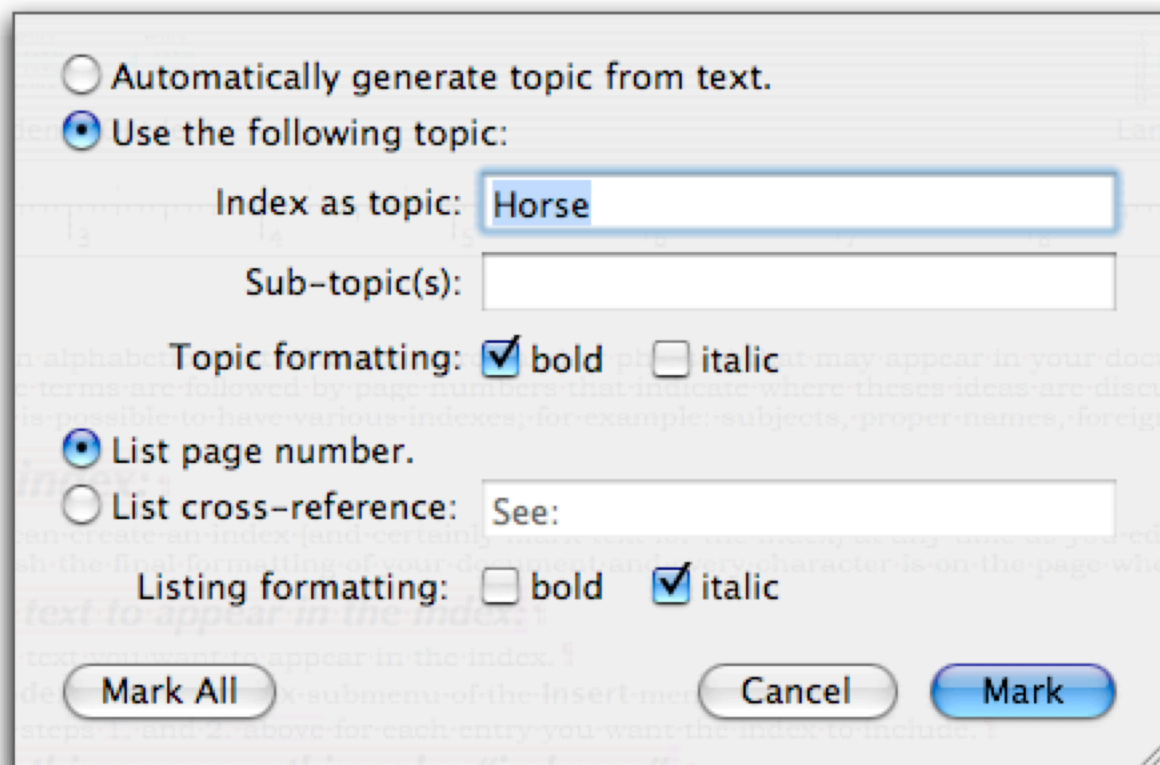 Automatically generate topic from text.
Use the following topic:
Index as topic: Horse
Sub-topic(s):
Topic formatting: bold italic
List page number.
List cross-reference: See:
Listing formatting: bold italic
Mark All Cancel Mark